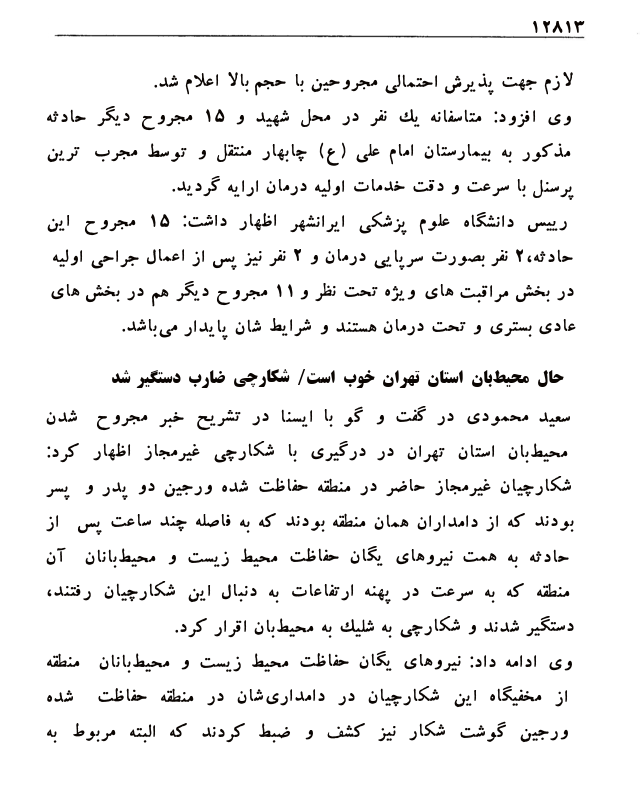 ۱۲۸۱۳
لازم جهت پذیرش احتمالی مجروحین با حجم بالا اعلام شد.
وی افزود: متاسفانه یك نفر در محل شهید و ۱۵ مجروح دیگر حادثه
مذکور به بیمارستان امام علی (ع) چابهار منتقل و توسط مجرب ترین
پرسنل با سرعت و دقت خدمات اولیه درمان ارایه گردید.
رییس دانشگاه علوم پزشکی ایرانشهر اظهار داشت: ۱۵ مجروح این
حادثه،۲ نفر بصورت سرپایی درمان و ۲ نفر نیز پس از اعمال جراحی اولیه
در بخش مراقبت های ویژه تحت نظر و ۱۱ مجروح دیگر هم در بخش های
عادی بستری و تحت درمان هستند و شرایط شان پایدار می‌باشد.
حال محیط‌بان استان تهران خوب است/ شکارچی ضارب دستگیر شد
سعید محمودی در گفت و گو با ایسنا در تشریح خبر مجروح شدن
محیط‌بان استان تهران در درگیری با شکارچی غیرمجاز اظهار کرد:
شکارچیان غیرمجاز حاضر در منطقه حفاظت شده ورجین دو پدر و پسر
بودند که از دامداران همان منطقه بودند که به فاصله چند ساعت پس از
حادثه به همت نیروهای یگان حفاظت محیط زیست و محیط‌بانان آن
منطقه که به سرعت در پهنه ارتفاعات به دنبال این شکارچیان رفتند،
دستگیر شدند و شکارچی به شلیك به محیط‌بان اقرار کرد.
وی ادامه داد: نیروهای یگان حفاظت محیط زیست و محیط‌بانان منطقه
از مخفیگاه این شکارچیان در دامداری‌شان در منطقه حفاظت شده
ورجین گوشت شکار نیز کشف و ضبط کردند که البته مربوط به